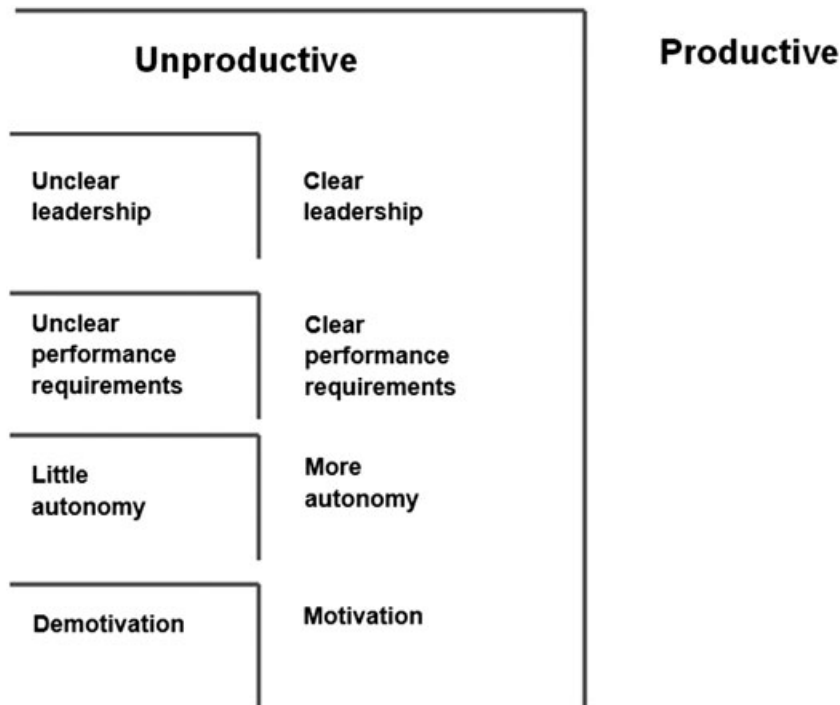 Unproductive
Productive
Unclear
leadership
Clear
leadership
Unclear
performance
requirements
Clear
performance
requirements
Little
autonomy
More
autonomy
Demotivation
Motivation